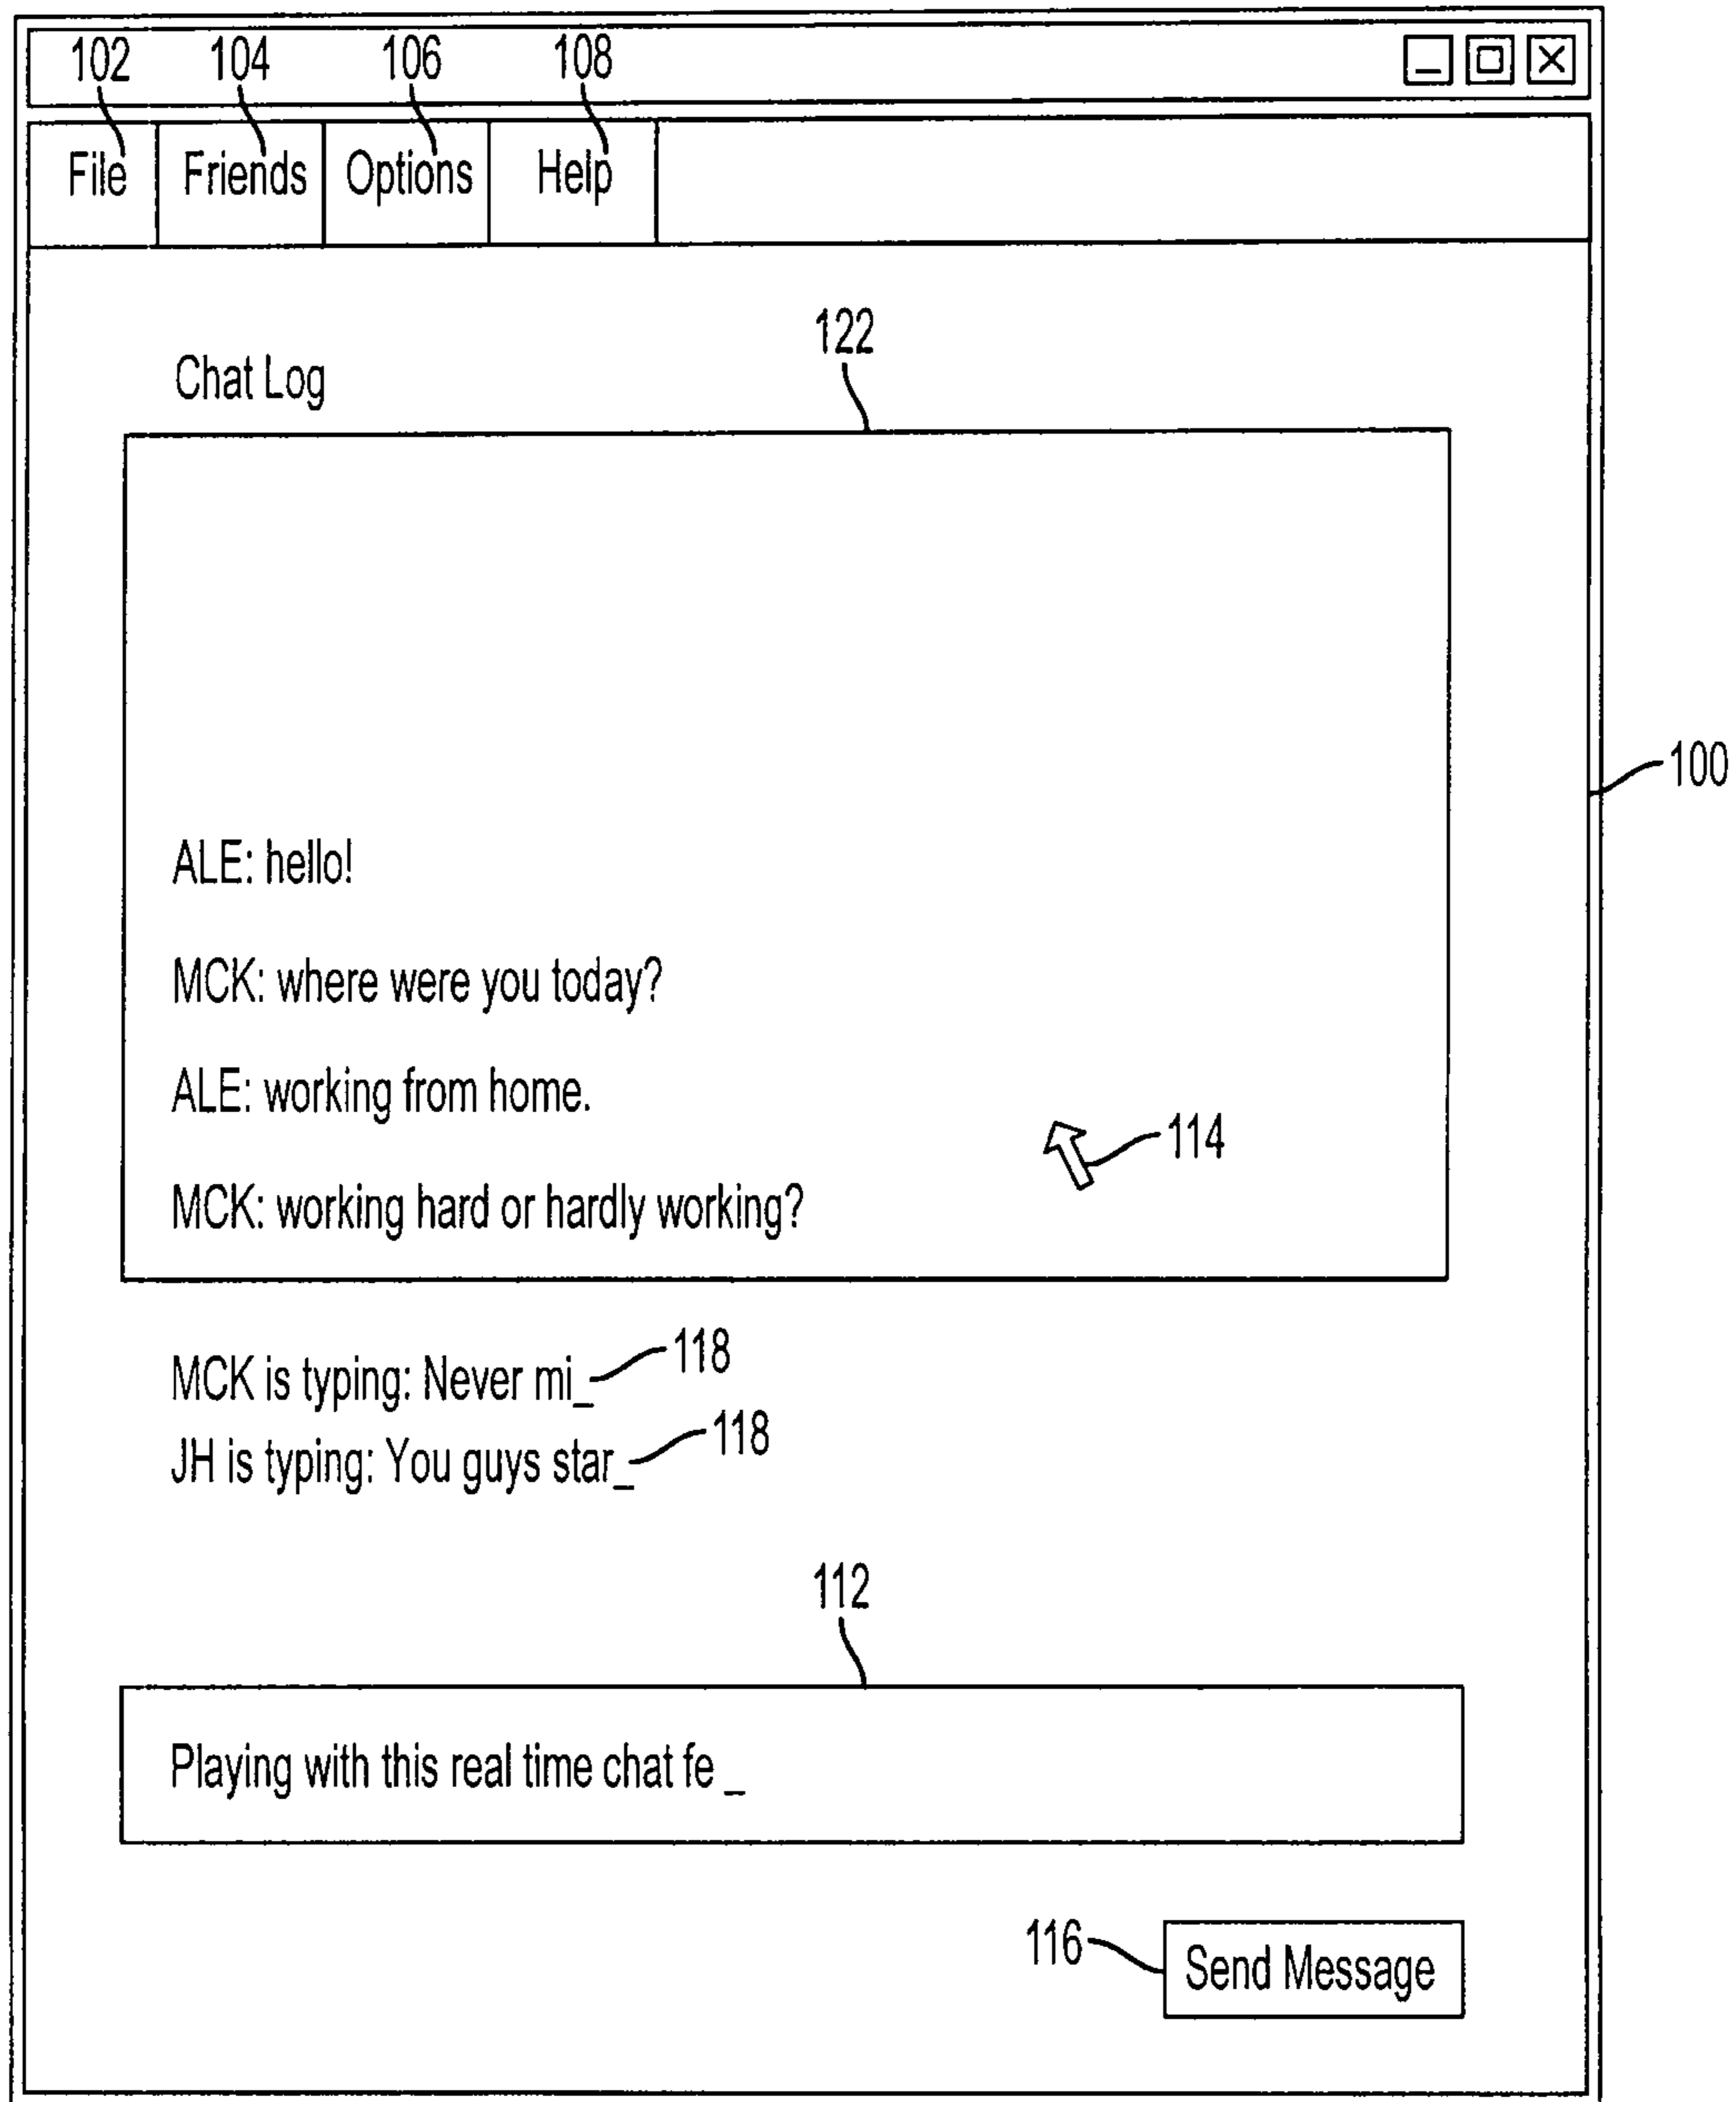 102 104 106 108
File Friends Options Help
122
Chat Log
100
ALE: hello!
MCK: where were you today?
ALE: working from home.
114
MCK: working hard or hardly working?
MCK is typing: Never mi_ 118
JH is typing: You guys star_ 118
112
Playing with this real time chat fe _
116 Send Message